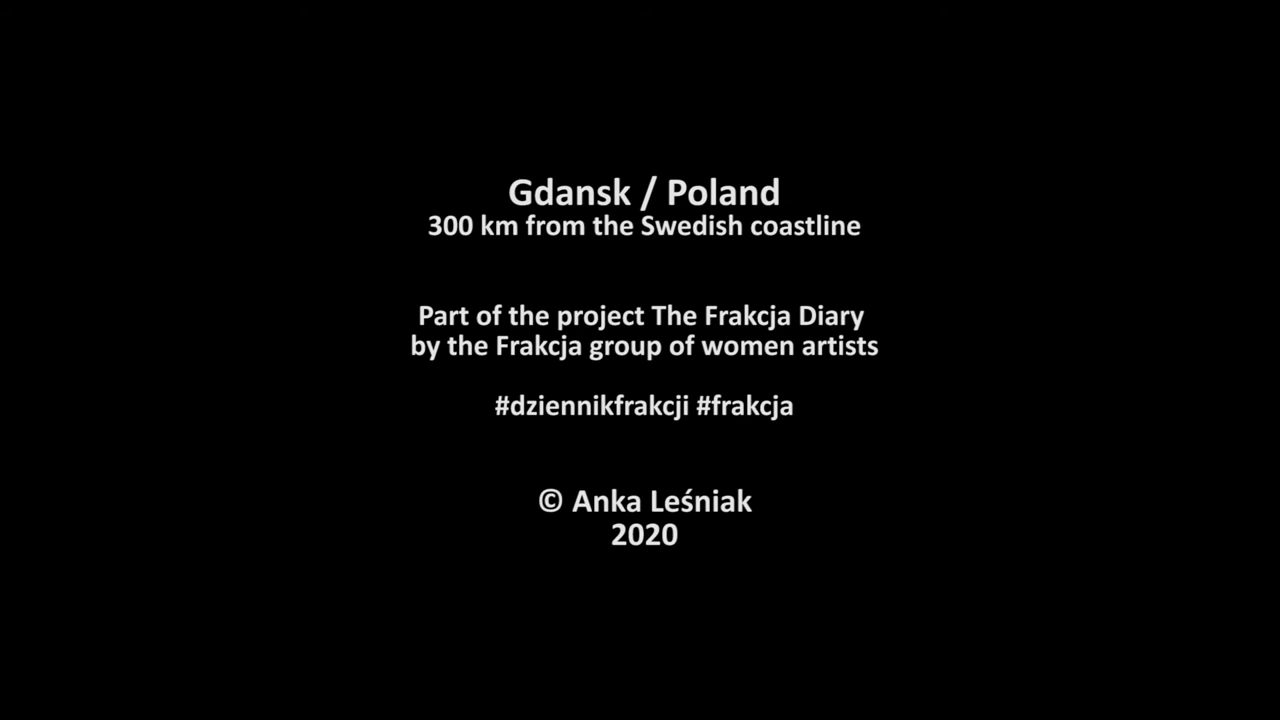 Gdansk / Poland
300 km from the Swedish coastline
Part of the project The Frakcja Diary
by the Frakcja group of women artists
#dziennikfrakcji #frakcja
© Anka Leśniak
2020